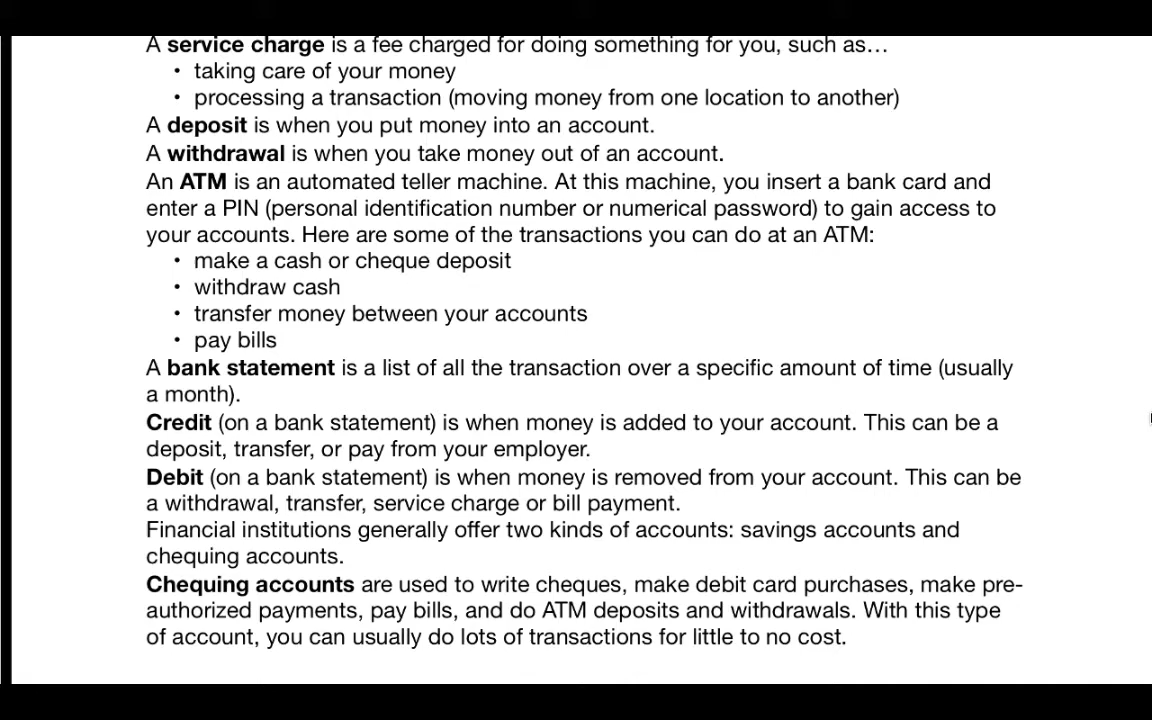 A service charge is a fee charged for doing something for you, such as…
• taking care of your money
• processing a transaction (moving money from one location to another)
A deposit is when you put money into an account.
A withdrawal is when you take money out of an account.
An ATM is an automated teller machine. At this machine, you insert a bank card and
enter a PIN (personal identification number or numerical password) to gain access to
your accounts. Here are some of the transactions you can do at an ATM:
• make a cash or cheque deposit
• withdraw cash
• transfer money between your accounts
• pay bills
A bank statement is a list of all the transaction over a specific amount of time (usually
a month).
Credit (on a bank statement) is when money is added to your account. This can be a
deposit, transfer, or pay from your employer.
Debit (on a bank statement) is when money is removed from your account. This can be
a withdrawal, transfer, service charge or bill payment.
Financial institutions generally offer two kinds of accounts: savings accounts and
chequing accounts.
Chequing accounts are used to write cheques, make debit card purchases, make pre-
authorized payments, pay bills, and do ATM deposits and withdrawals. With this type
of account, you can usually do lots of transactions for little to no cost.